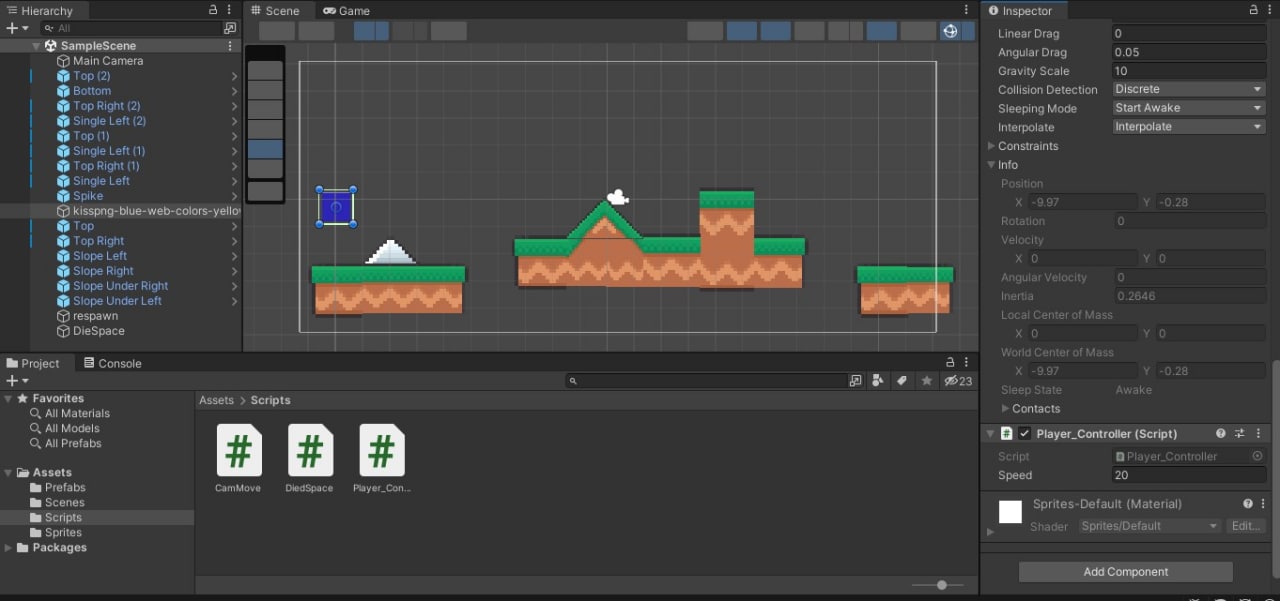 Hierarchy
All
SampleScene
Main Camera
Top (2)
Bottom
Top Right (2)
Single Left (2)
Top (1)
Single Left (1)
Top Right (1)
Single Left
Spike
kisspng-blue-web-colors-yello
Top
Top Right
Slope Left
Slope Right
Slope Under Right
Slope Under Left
respawn
DieSpace
Scene
Game
Project
Console
23
Favorites
All Materials
All Models
All Prefabs
Assets
Prefabs
Scenes
Scripts
Sprites
Packages
Assets > Scripts
CamMove
DiedSpace
Player_Con...
Inspector
Linear Drag 0
Angular Drag 0.05
Gravity Scale 10
Collision Detection Discrete
Sleeping Mode Start Awake
Interpolate Interpolate
Constraints
Info
Position
X -9.97 Y -0.28
Rotation 0
Velocity
X 0 Y 0
Angular Velocity 0
Inertia 0.2646
Local Center of Mass
X 0 Y 0
World Center of Mass
X -9.97 Y -0.28
Sleep State Awake
Contacts
# Player_Controller (Script)
Script Player_Controller
Speed 20
Sprites-Default (Material)
Shader Sprites/Default Edit...
Add Component